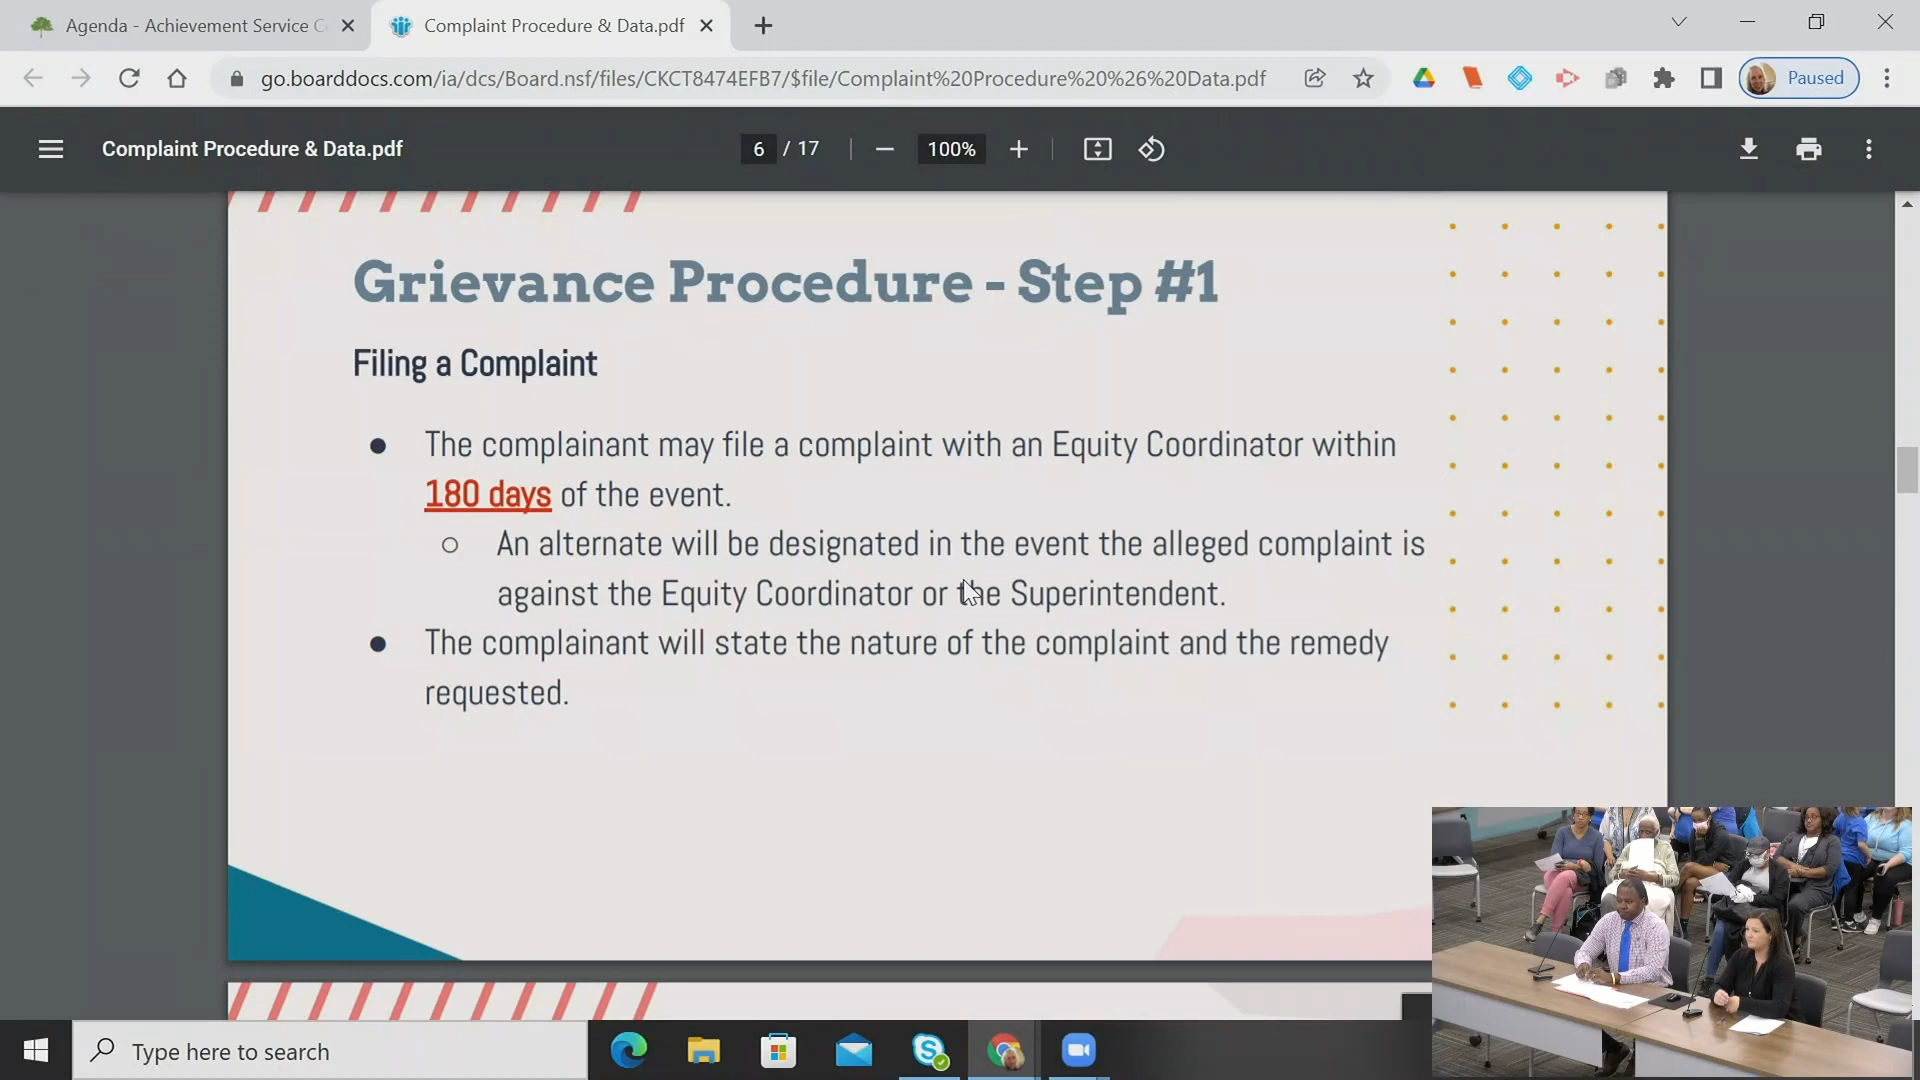 Agenda - Achievement Service C
Complaint Procedure & Data.pdf
go.boarddocs.com/ia/dcs/Board.nsf/files/CKCT8474EFB7/$file/Complaint%20Procedure%20%26%20Data.pdf
Paused
Complaint Procedure & Data.pdf
6 / 17
100%
Grievance Procedure - Step #1
Filing a Complaint
● The complainant may file a complaint with an Equity Coordinator within
180 days of the event.
○ An alternate will be designated in the event the alleged complaint is
against the Equity Coordinator or the Superintendent.
● The complainant will state the nature of the complaint and the remedy
requested.
Type here to search